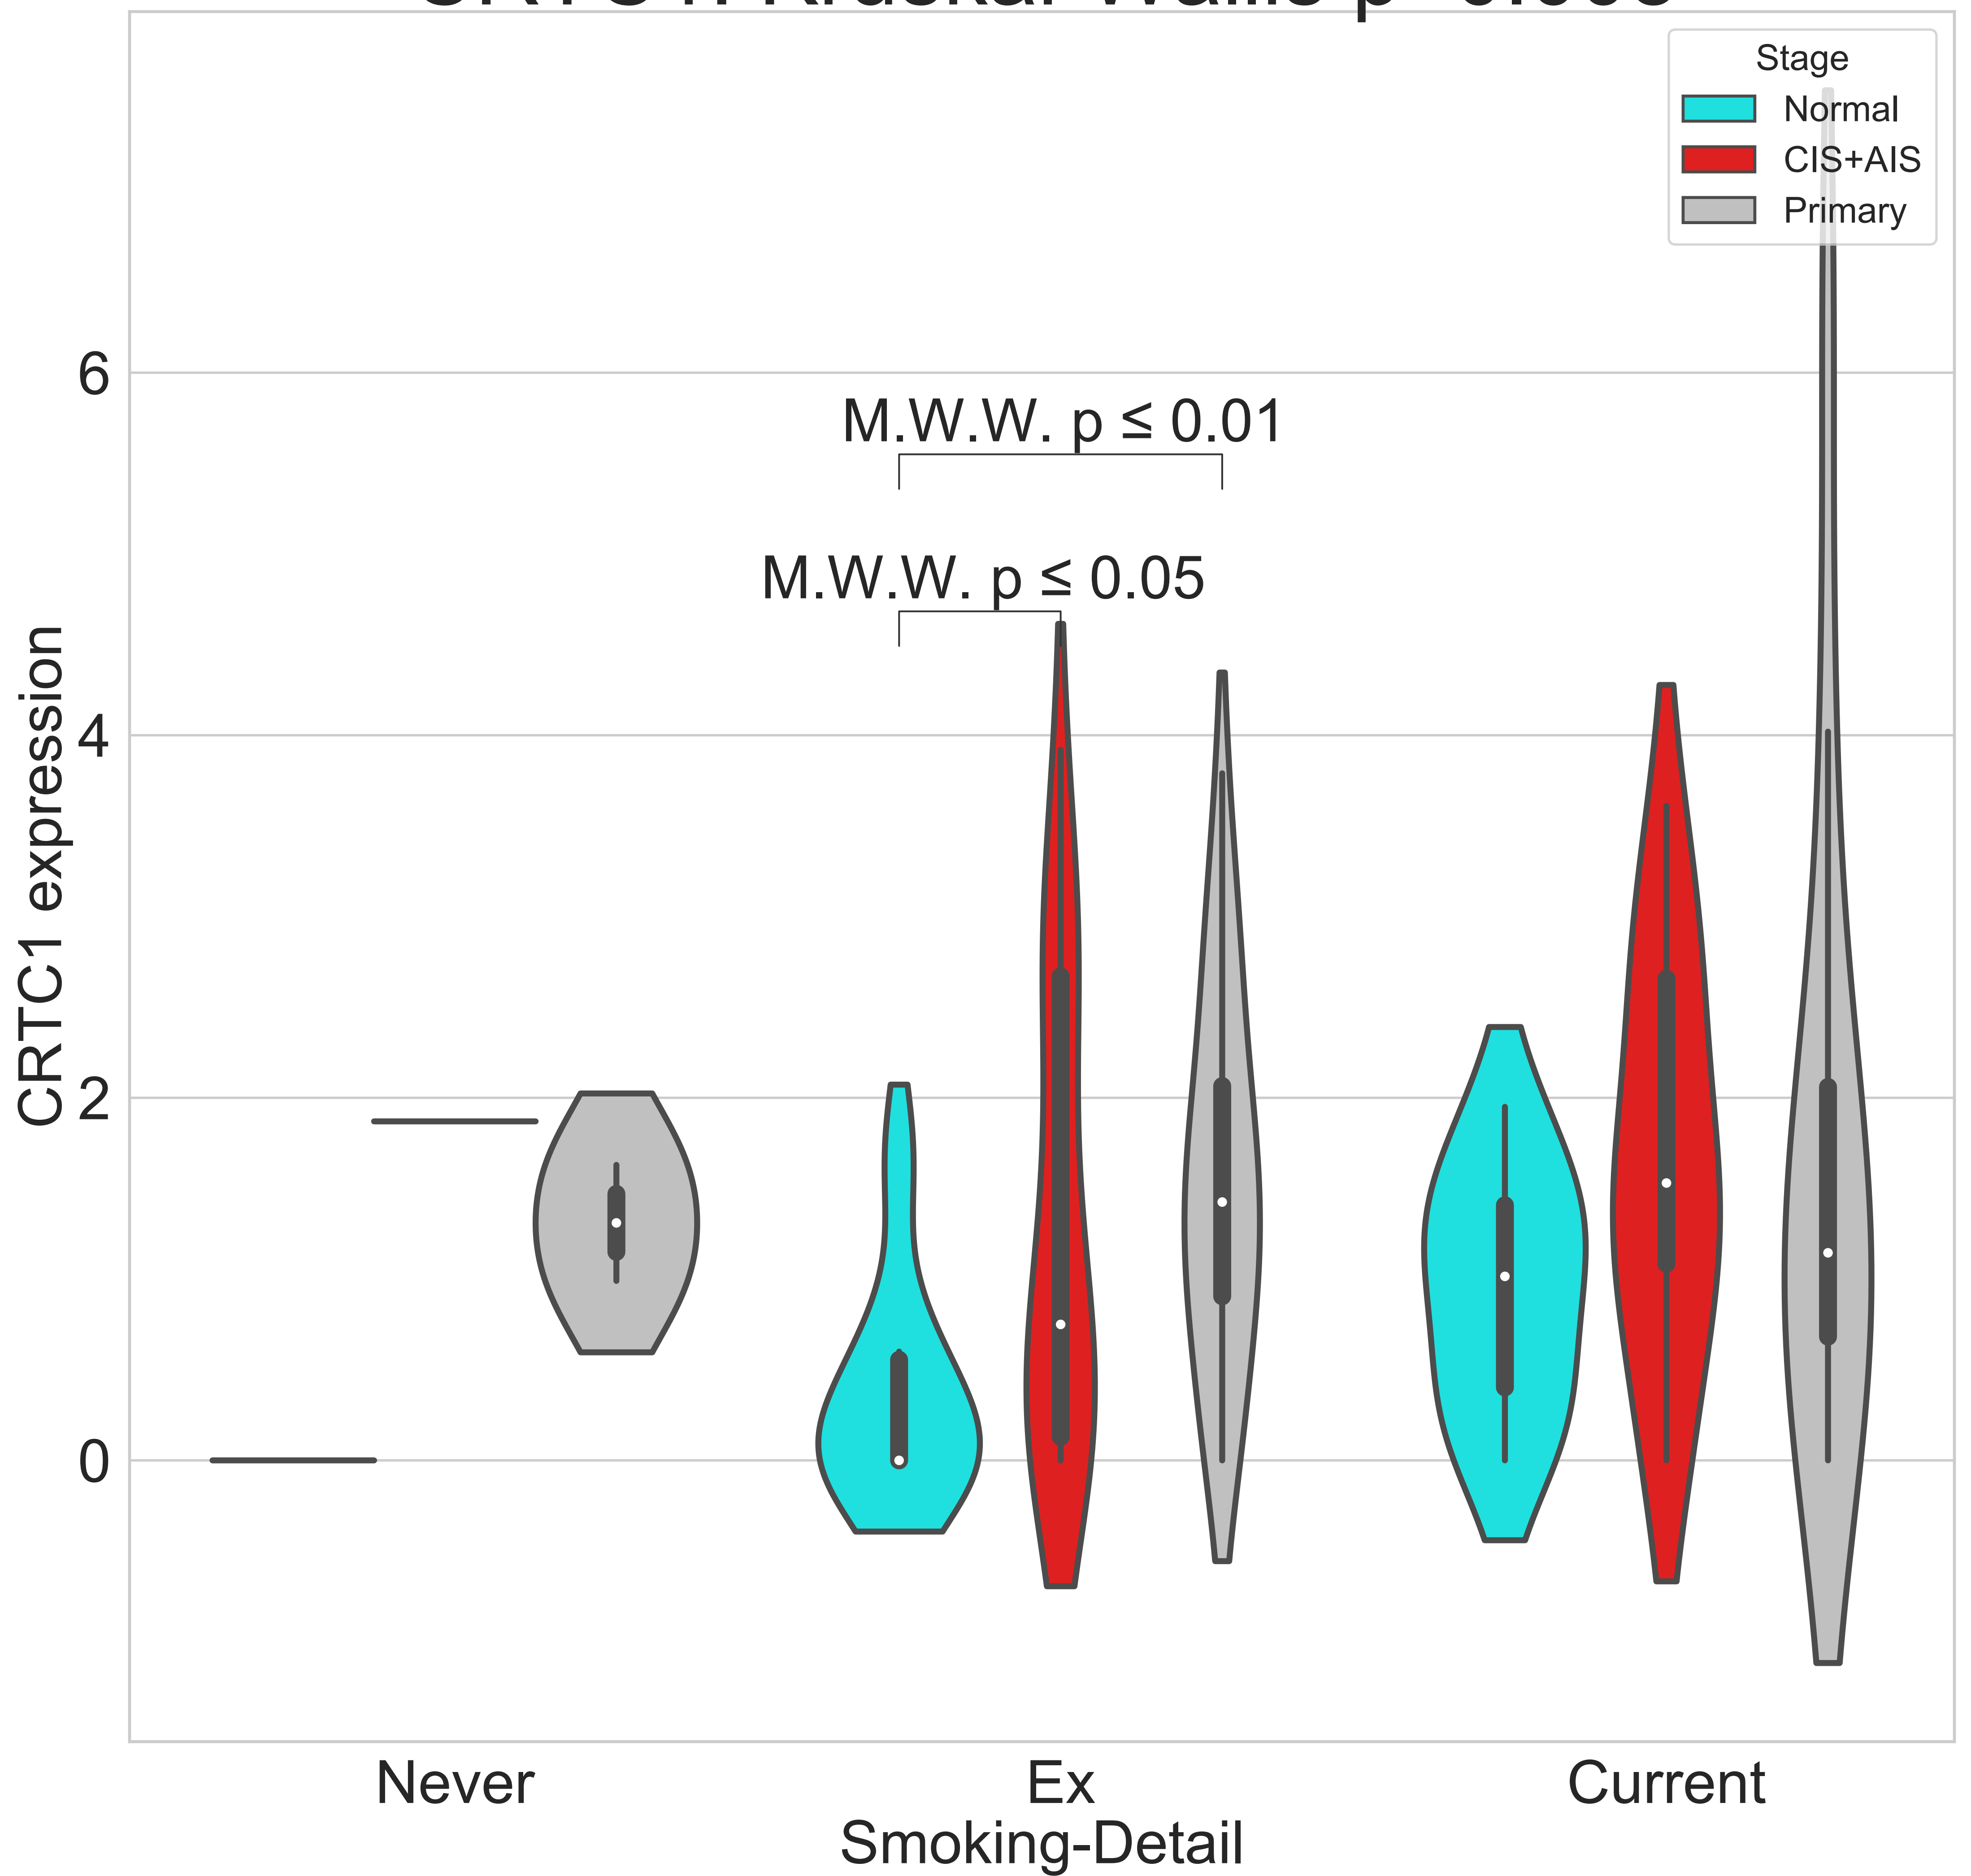 Stage
Normal
CIS+AIS
Primary
6
M.W.W. p ≤ 0.01
M.W.W. p ≤ 0.05
4
CRTC1 expression
2
0
Never
Ex
Current
Smoking-Detail